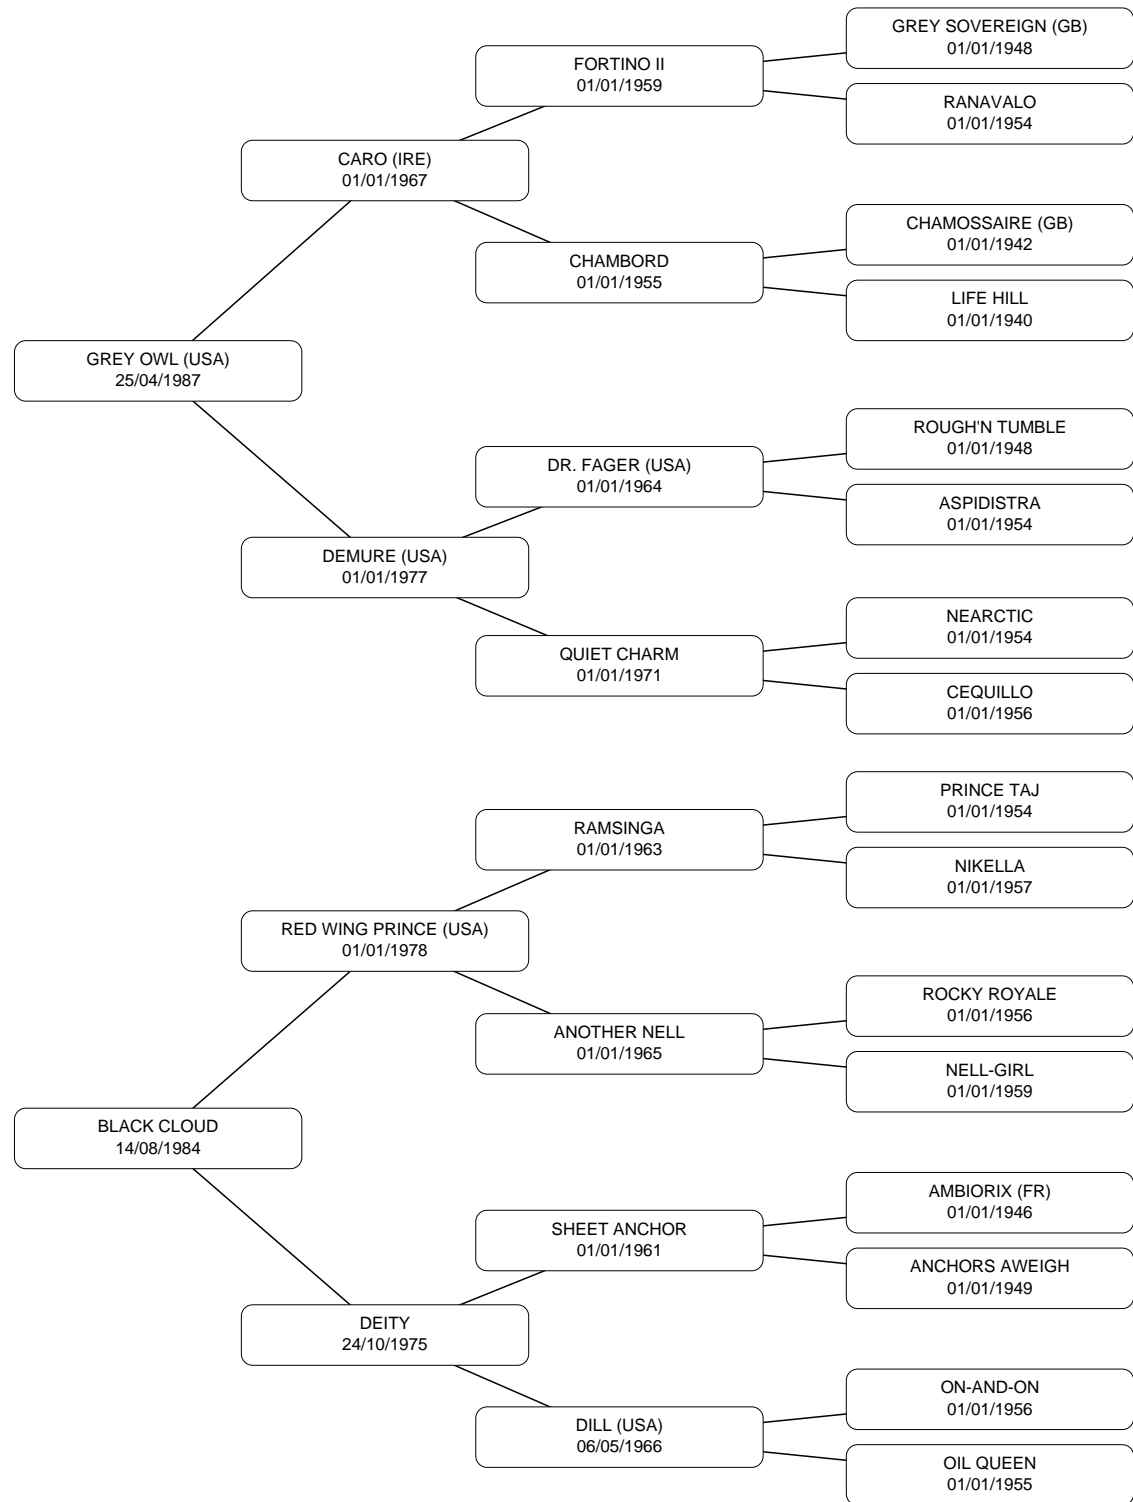 GREY SOVEREIGN (GB)
01/01/1948
FORTINO II
01/01/1959
RANAVALO
01/01/1954
CARO (IRE)
01/01/1967
CHAMOSSAIRE (GB)
01/01/1942
CHAMBORD
01/01/1955
LIFE HILL
01/01/1940
GREY OWL (USA)
25/04/1987
ROUGH'N TUMBLE
01/01/1948
DR. FAGER (USA)
01/01/1964
ASPIDISTRA
01/01/1954
DEMURE (USA)
01/01/1977
NEARCTIC
01/01/1954
QUIET CHARM
01/01/1971
CEQUILLO
01/01/1956
PRINCE TAJ
01/01/1954
RAMSINGA
01/01/1963
NIKELLA
01/01/1957
RED WING PRINCE (USA)
01/01/1978
ROCKY ROYALE
01/01/1956
ANOTHER NELL
01/01/1965
NELL-GIRL
01/01/1959
BLACK CLOUD
14/08/1984
AMBIORIX (FR)
01/01/1946
SHEET ANCHOR
01/01/1961
ANCHORS AWEIGH
01/01/1949
DEITY
24/10/1975
ON-AND-ON
01/01/1956
DILL (USA)
06/05/1966
OIL QUEEN
01/01/1955